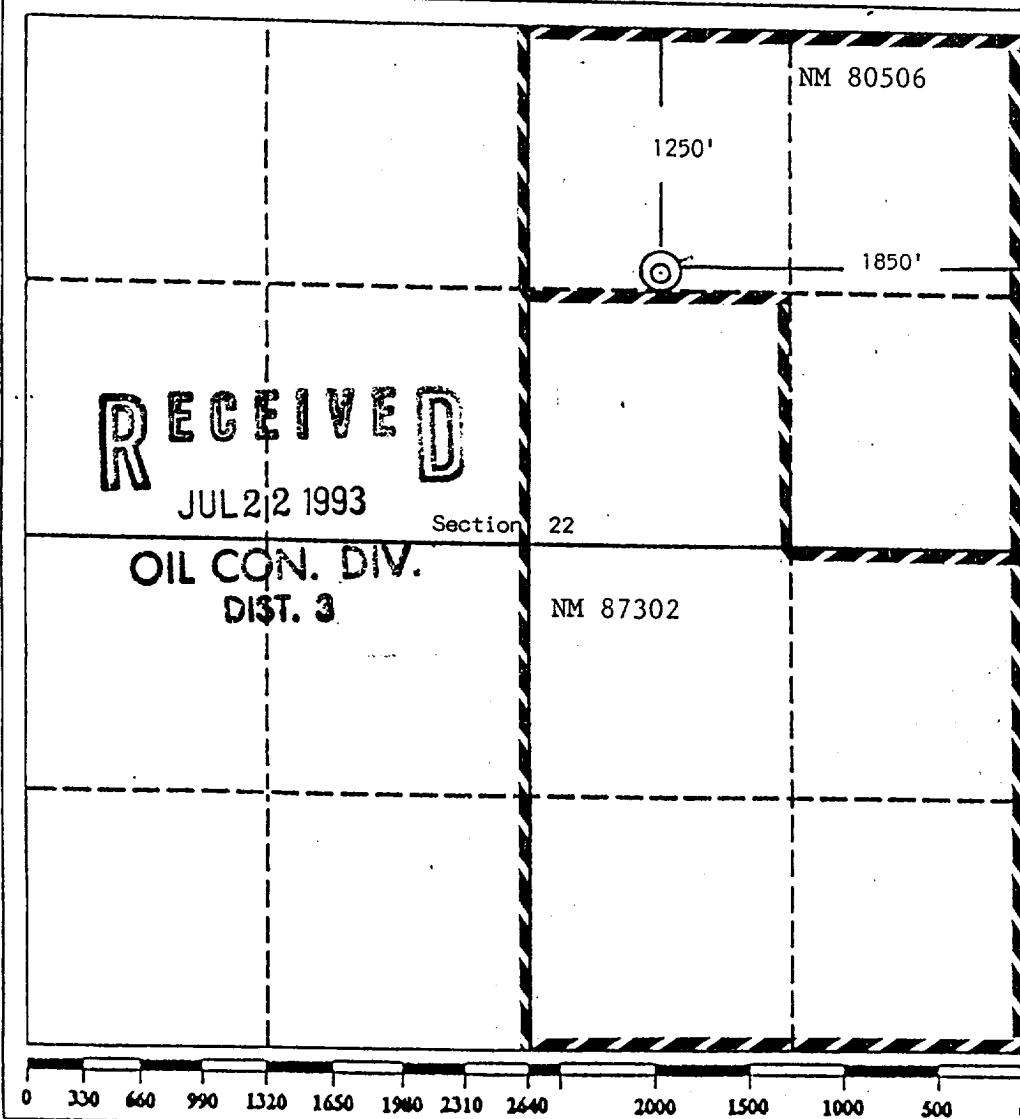 NM 80506
1250'
1850'
RECEIVED
JUL 22 1993
Section 22
OIL CON. DIV.
DIST. 3
NM 87302
0 330 660 990 1320 1650 1980 2310 2640 2000 1500 1000 500